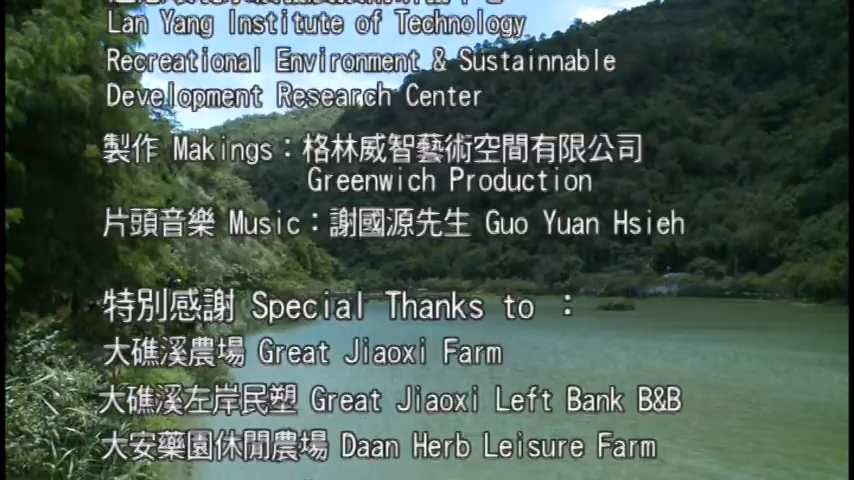 Lan Yang Institute of Technology
Recreational Environment & Sustainnable
Development Research Center
製作 Makings：格林威智藝術空間有限公司
Greenwich Production
片頭音樂 Music：謝國源先生 Guo Yuan Hsieh
特別感謝 Special Thanks to ：
大礁溪農場 Great Jiaoxi Farm
大礁溪左岸民塑 Great Jiaoxi Left Bank B&B
大安藥園休閒農場 Daan Herb Leisure Farm